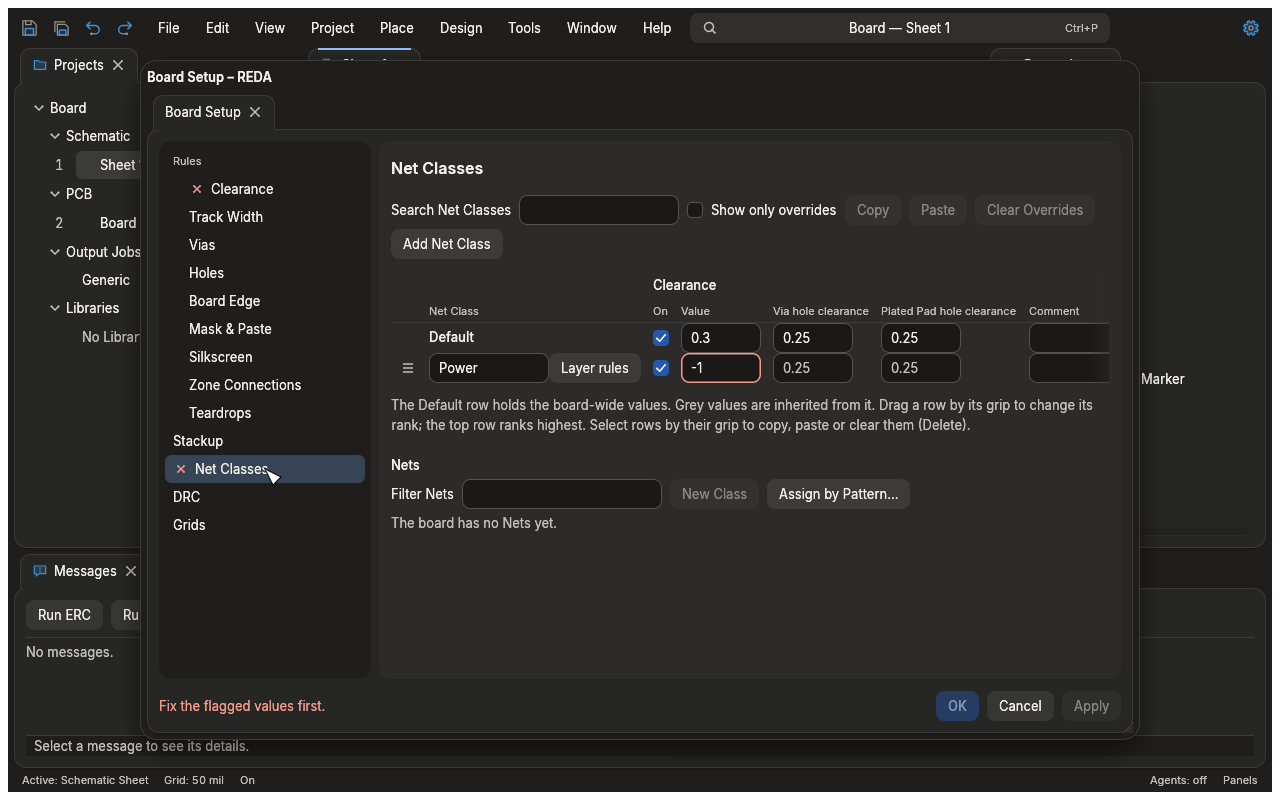 File Edit View Project Place Design Tools Window Help Board — Sheet 1 Ctrl+P
Projects
Board
Schematic
1 Sheet
PCB
2 Board
Output Jobs
Generic
Libraries
No Librar
Board Setup – REDA
Board Setup
Rules
Clearance
Track Width
Vias
Holes
Board Edge
Mask & Paste
Silkscreen
Zone Connections
Teardrops
Stackup
Net Classes
DRC
Grids
Net Classes
Search Net Classes Show only overrides Copy Paste Clear Overrides
Add Net Class
Clearance
Net Class On Value Via hole clearance Plated Pad hole clearance Comment
Default 0.3 0.25 0.25
Power Layer rules -1 0.25 0.25
The Default row holds the board-wide values. Grey values are inherited from it. Drag a row by its grip to change its
rank; the top row ranks highest. Select rows by their grip to copy, paste or clear them (Delete).
Nets
Filter Nets New Class Assign by Pattern...
The board has no Nets yet.
Fix the flagged values first. OK Cancel Apply
Marker
Messages
Run ERC Ru
No messages.
Select a message to see its details.
Active: Schematic Sheet Grid: 50 mil On Agents: off Panels